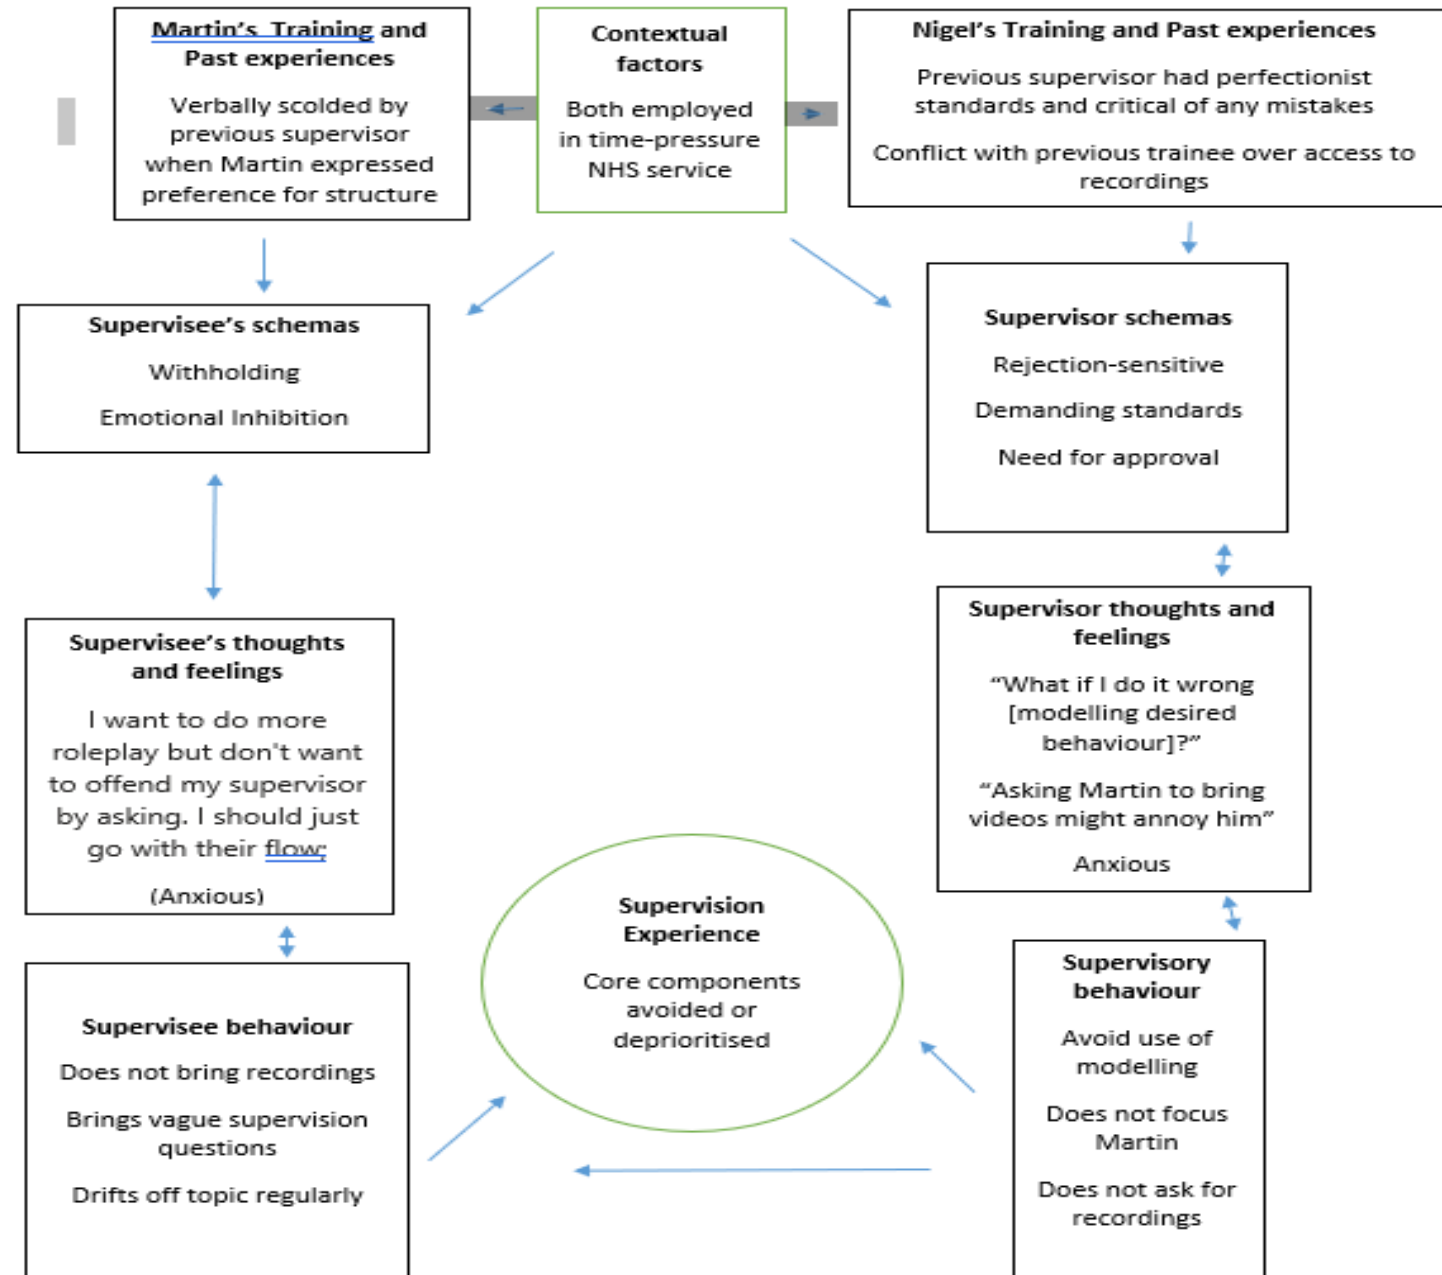 Martin's Training and
Past experiences
Verbally scolded by
previous supervisor
when Martin expressed
preference for structure
Contextual
factors
Both employed
in time-pressure
NHS service
Nigel's Training and Past experiences
Previous supervisor had perfectionist
standards and critical of any mistakes
Conflict with previous trainee over access to
recordings
Supervisee's schemas
Withholding
Emotional Inhibition
Supervisor schemas
Rejection-sensitive
Demanding standards
Need for approval
Supervisee's thoughts
and feelings
I want to do more
roleplay but don't want
to offend my supervisor
by asking. I should just
go with their flow;
(Anxious)
Supervisor thoughts and
feelings
“What if I do it wrong
[modelling desired
behaviour]?”
“Asking Martin to bring
videos might annoy him”
Anxious
Supervision
Experience
Core components
avoided or
deprioritised
Supervisee behaviour
Does not bring recordings
Brings vague supervision
questions
Drifts off topic regularly
Supervisory
behaviour
Avoid use of
modelling
Does not focus
Martin
Does not ask for
recordings